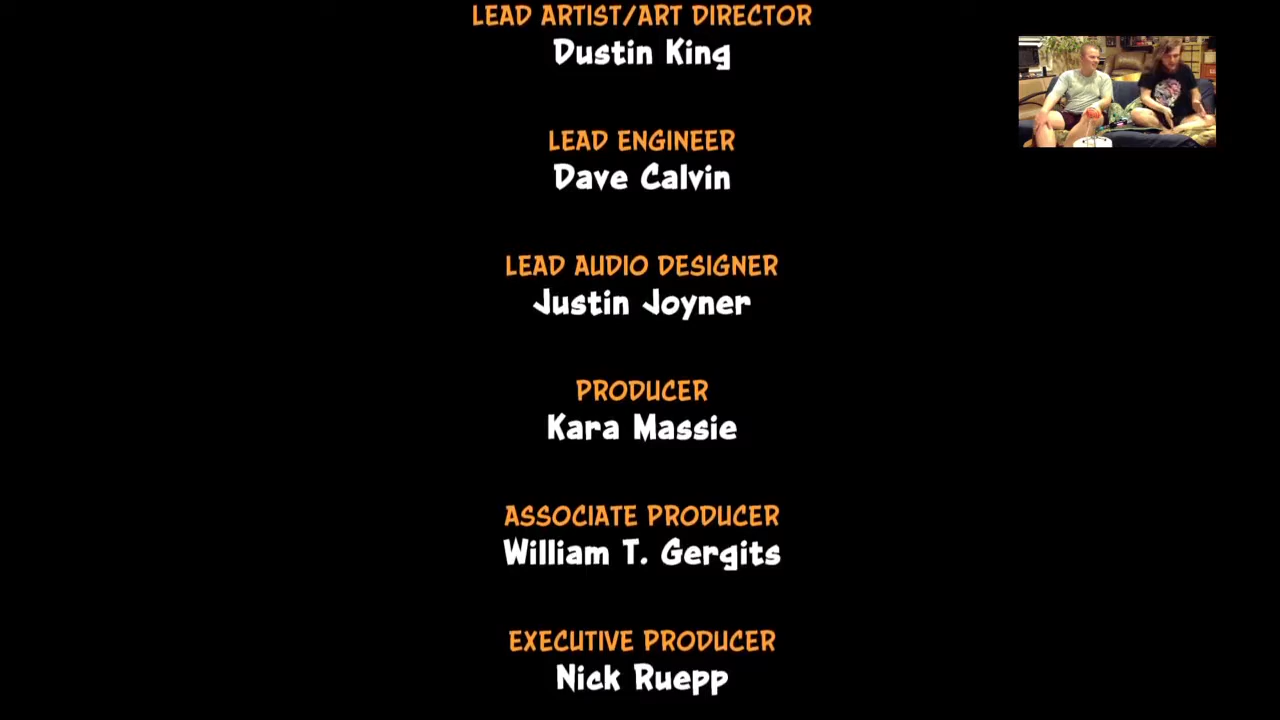 LEAD ARTIST/ART DIRECTOR
Dustin King
LEAD ENGINEER
Dave Calvin
LEAD AUDIO DESIGNER
Justin Joyner
PRODUCER
Kara Massie
ASSOCIATE PRODUCER
William T. Gergits
EXECUTIVE PRODUCER
Nick Ruepp